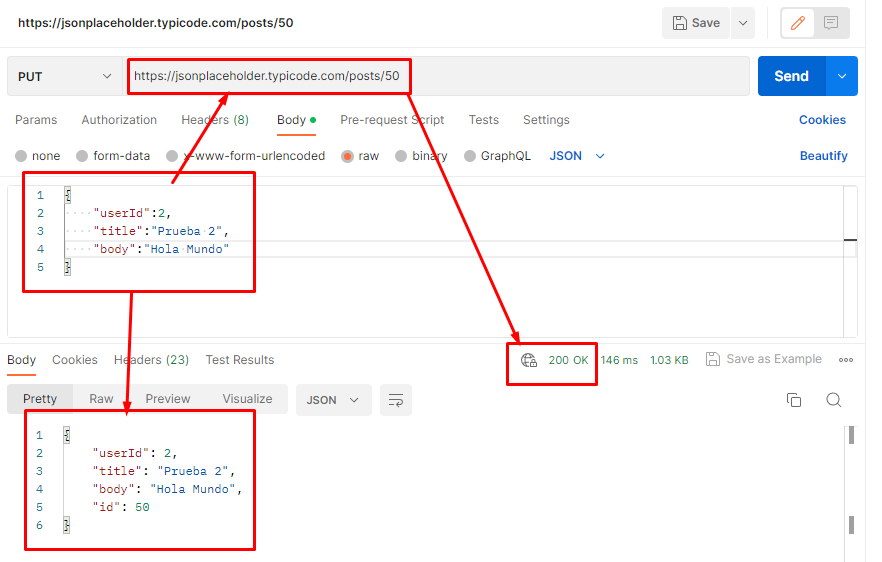 https://jsonplaceholder.typicode.com/posts/50
Save
PUT
https://jsonplaceholder.typicode.com/posts/50
Send
Params Authorization Headers (8) Body Pre-request Script Tests Settings Cookies
none form-data x-www-form-urlencoded raw binary GraphQL JSON Beautify
1 {
2 "userId":2,
3 "title":"Prueba 2",
4 "body":"Hola Mundo"
5 }
Body Cookies Headers (23) Test Results 200 OK 146 ms 1.03 KB Save as Example
Pretty Raw Preview Visualize JSON
1 {
2 "userId": 2,
3 "title": "Prueba 2",
4 "body": "Hola Mundo",
5 "id": 50
6 }